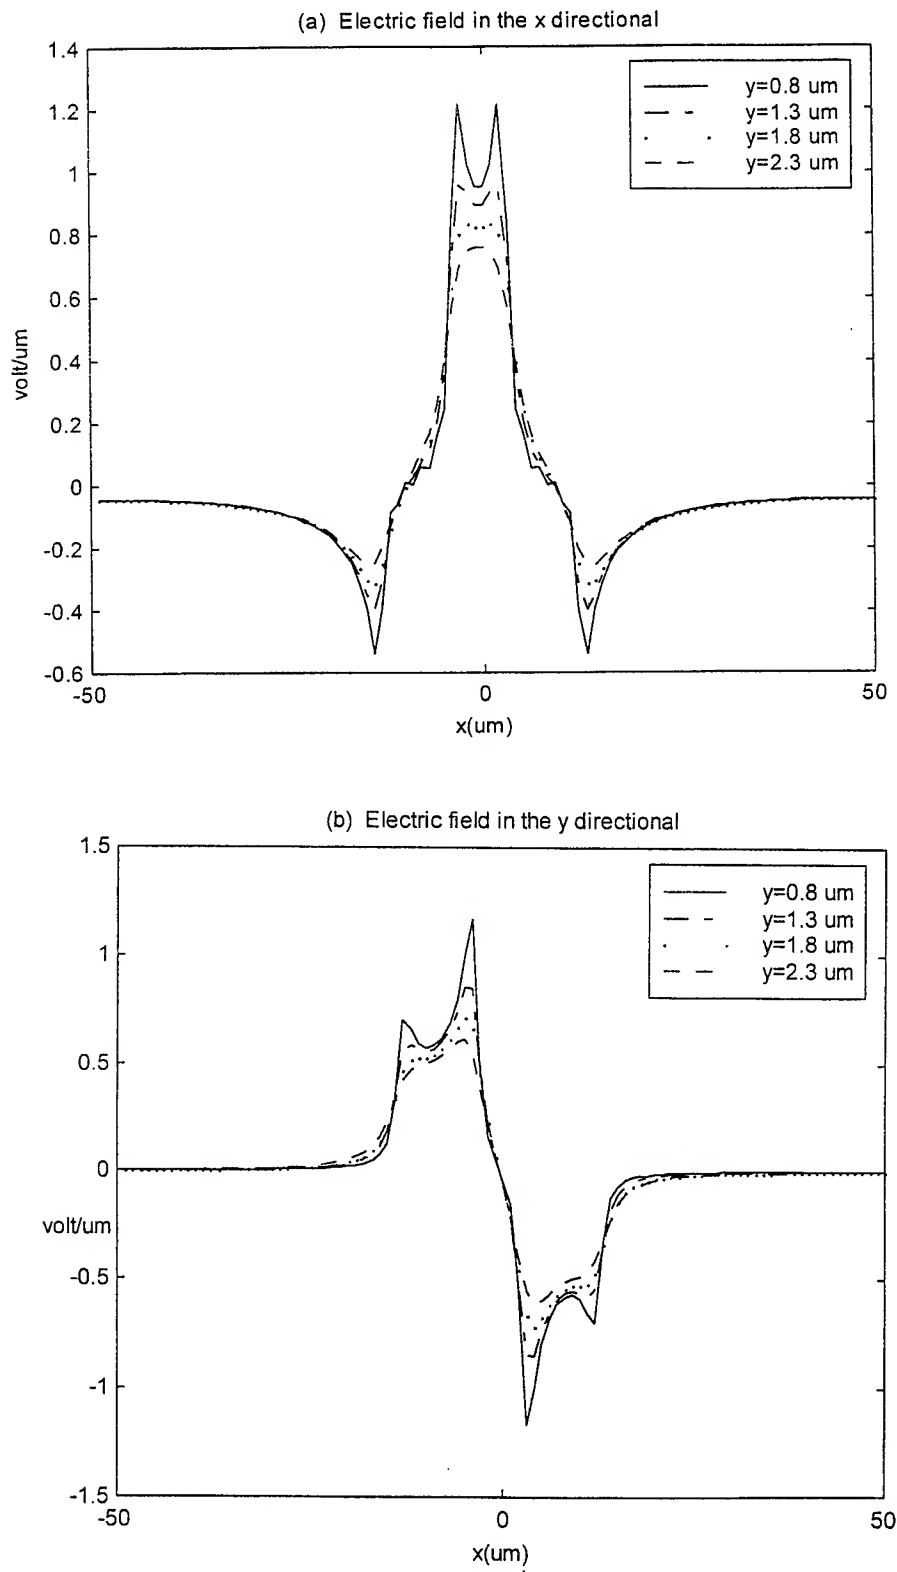 (a) Electric field in the x directional
1.4
1.2
1
0.8
0.6
0.4
0.2
0
-0.2
-0.4
-0.6
volt/um
y=0.8 um
y=1.3 um
y=1.8 um
y=2.3 um
-50 0 50
x(um)
(b) Electric field in the y directional
1.5
1
0.5
0
volt/um
-0.5
-1
-1.5
y=0.8 um
y=1.3 um
y=1.8 um
y=2.3 um
-50 0 50
x(um)